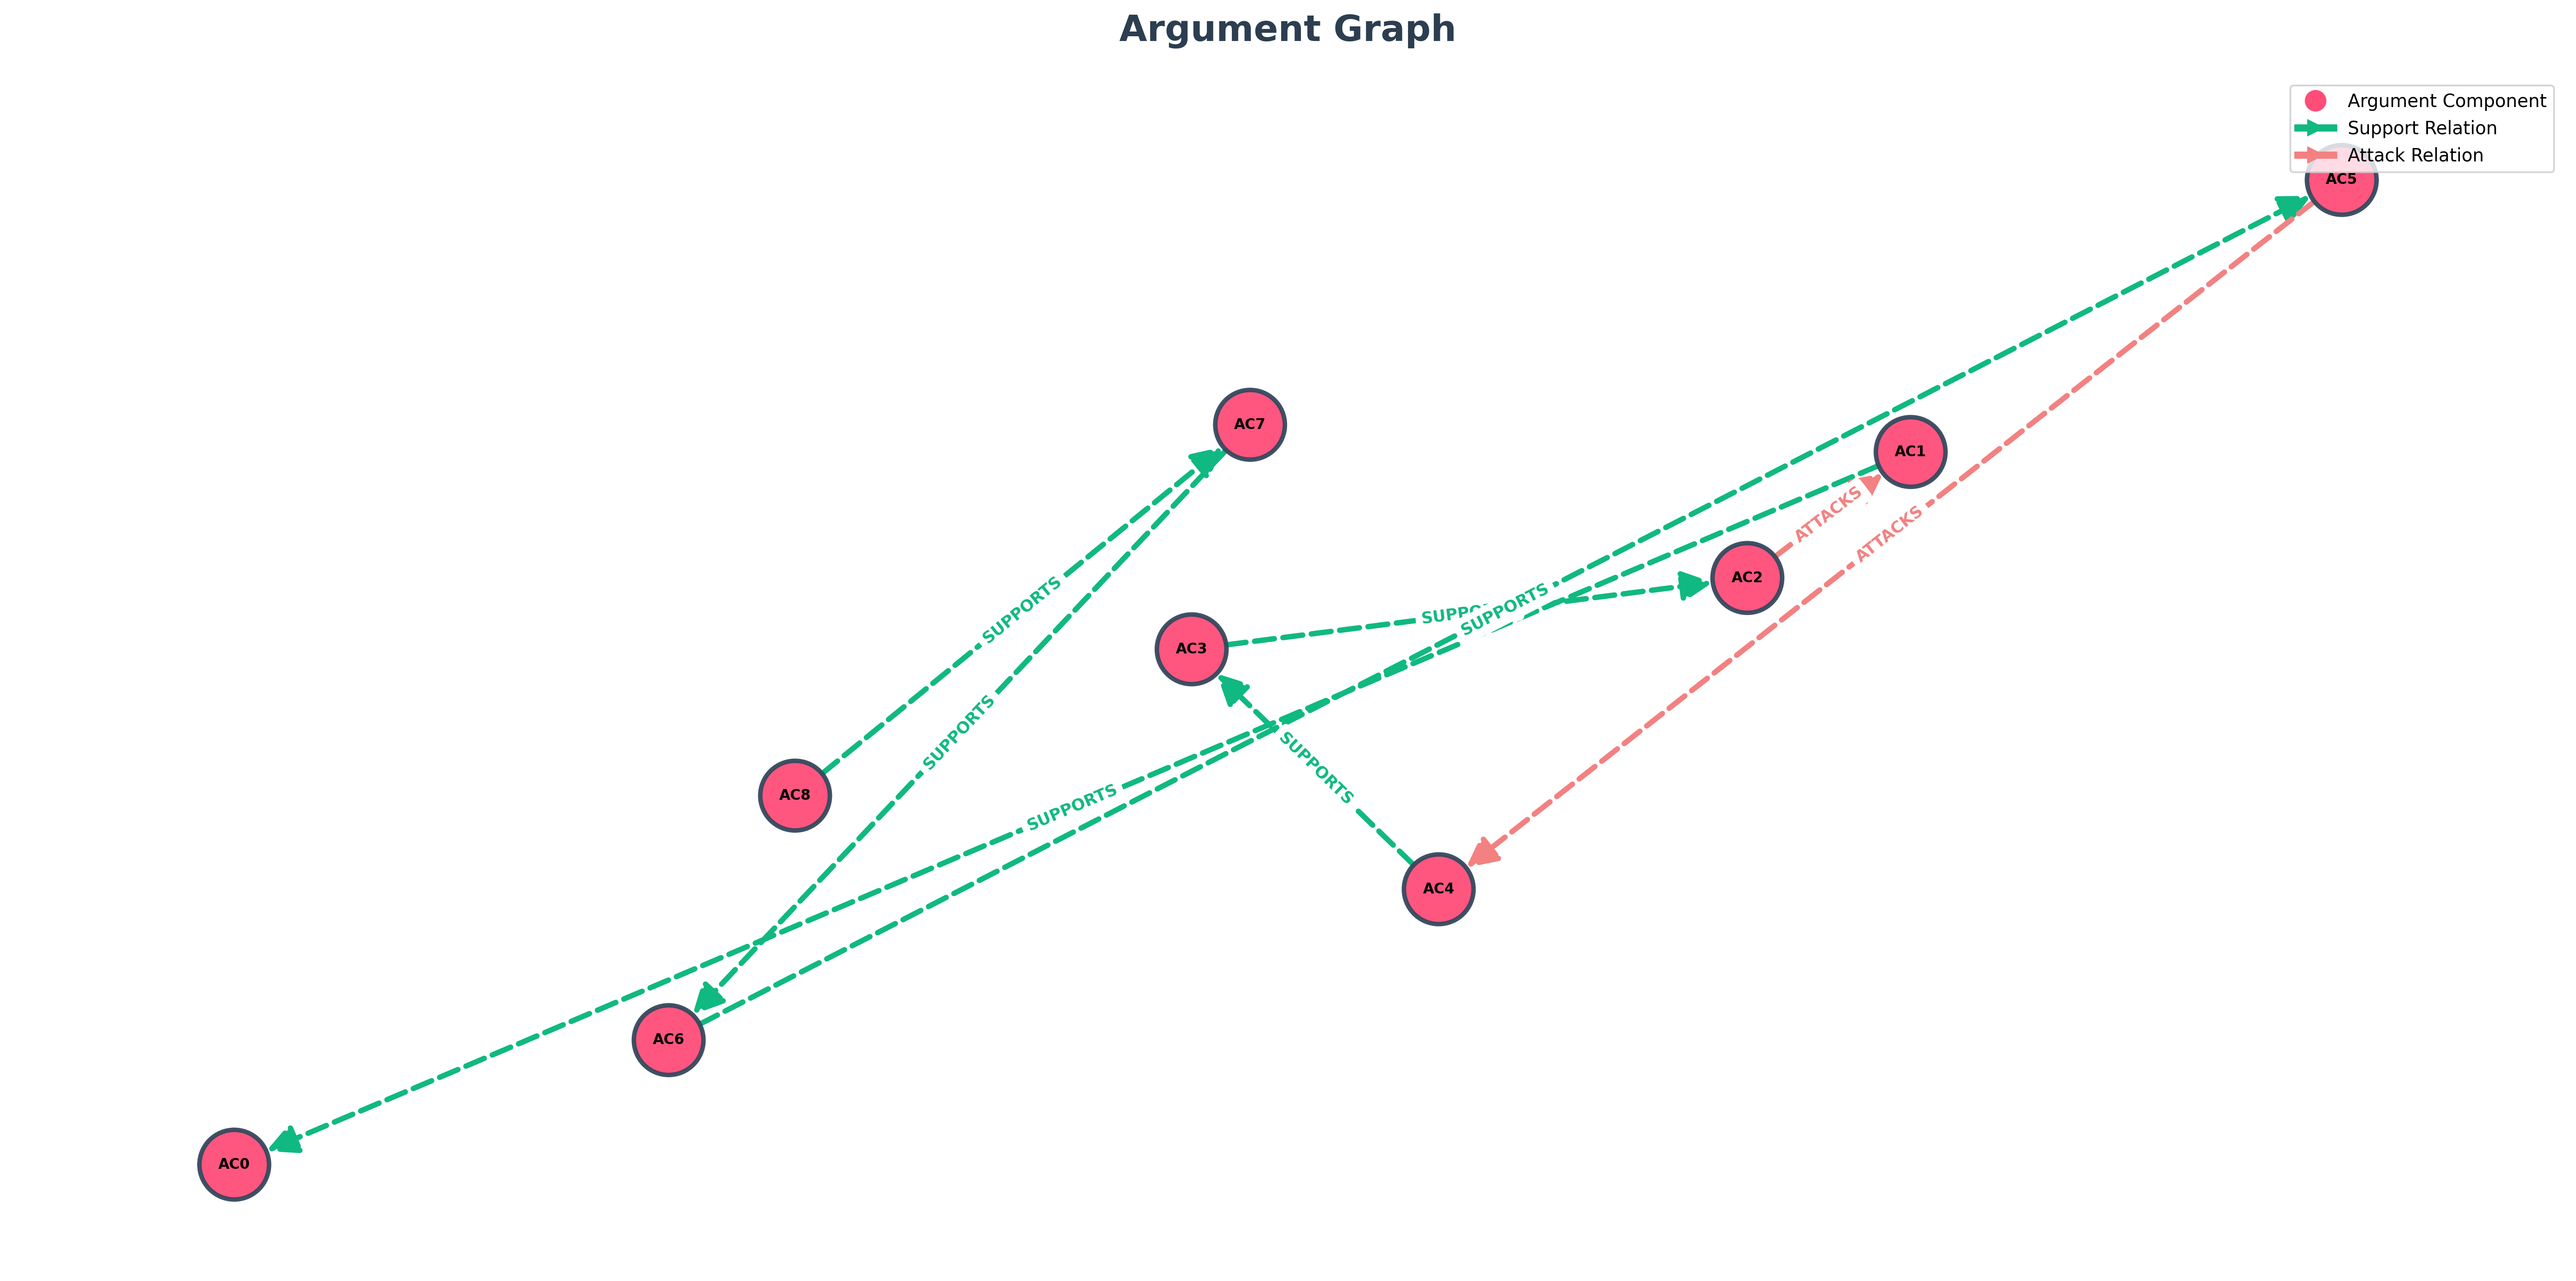 Argument Graph
Argument Component
Support Relation
Attack Relation
AC5
AC7
AC1
ATTACKS
ATTACKS
AC2
SUPPORTS
SUPPO
SUPPORTS
AC3
SUPPORTS
SUPPORTS
AC8
SUPPORTS
AC4
AC6
AC0